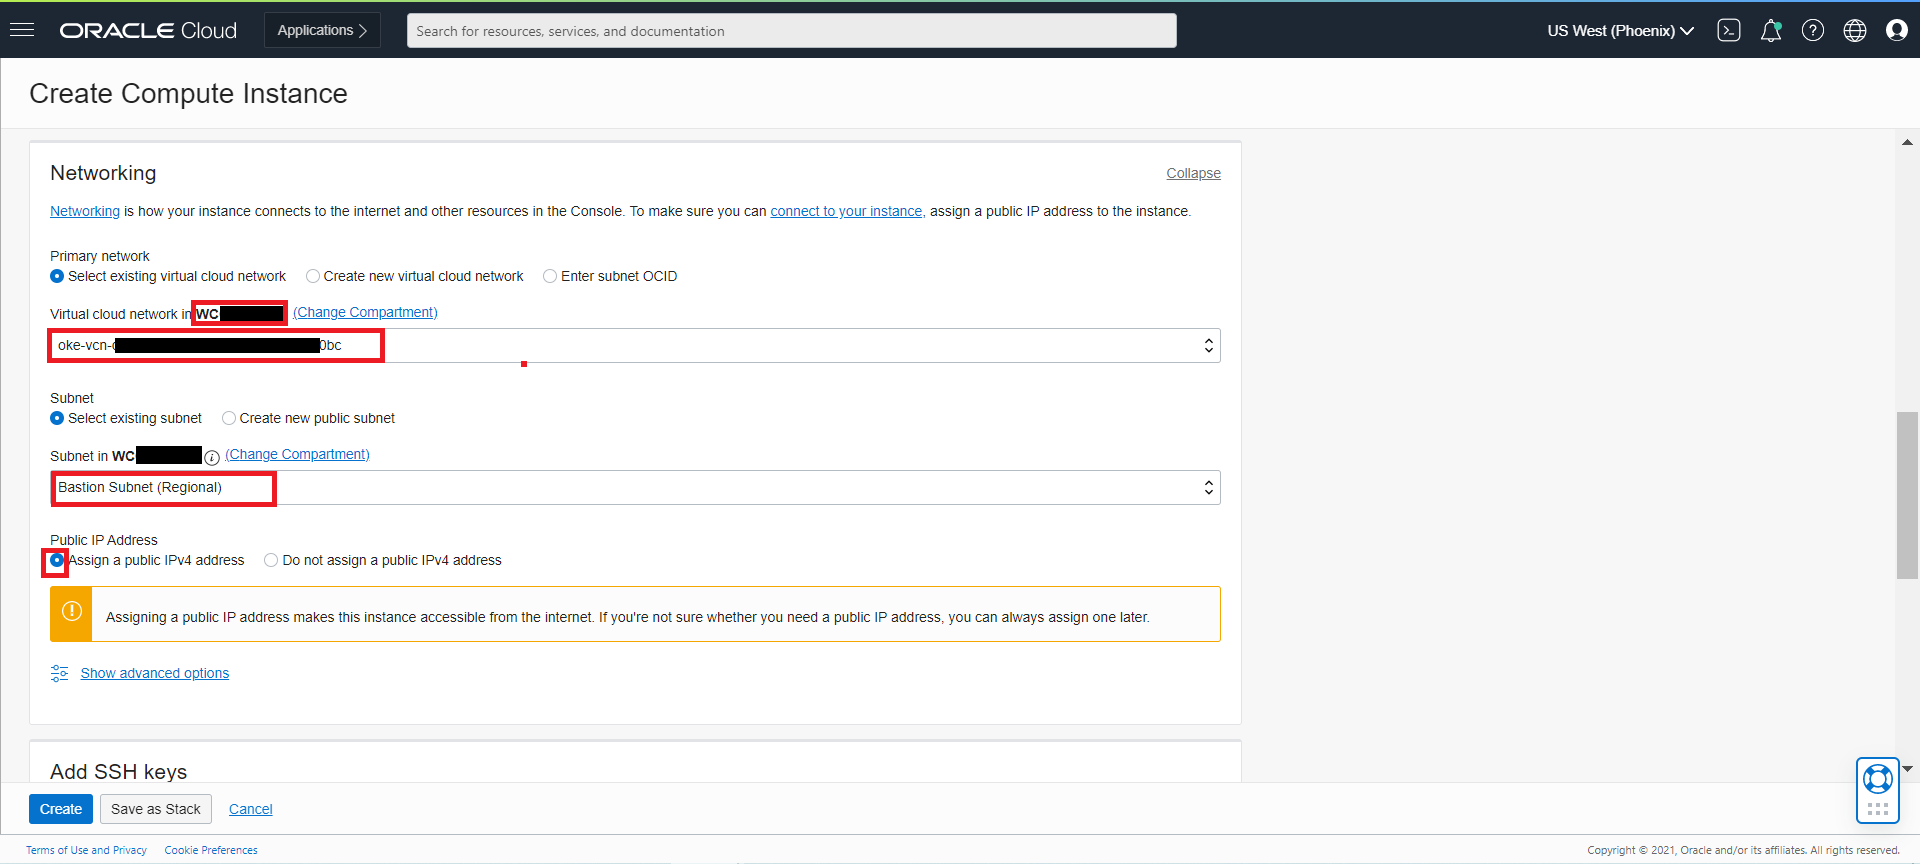 ORACLE Cloud
Applications
Search for resources, services, and documentation
US West (Phoenix)
Create Compute Instance
Networking
Collapse
Networking is how your instance connects to the internet and other resources in the Console. To make sure you can connect to your instance, assign a public IP address to the instance.
Primary network
Select existing virtual cloud network
Create new virtual cloud network
Enter subnet OCID
Virtual cloud network in WC (Change Compartment)
oke-vcn- 0bc
Subnet
Select existing subnet
Create new public subnet
Subnet in WC (Change Compartment)
Bastion Subnet (Regional)
Public IP Address
Assign a public IPv4 address
Do not assign a public IPv4 address
Assigning a public IP address makes this instance accessible from the internet. If you're not sure whether you need a public IP address, you can always assign one later.
Show advanced options
Add SSH keys
Create
Save as Stack
Cancel
Terms of Use and Privacy
Cookie Preferences
Copyright © 2021, Oracle and/or its affiliates. All rights reserved.